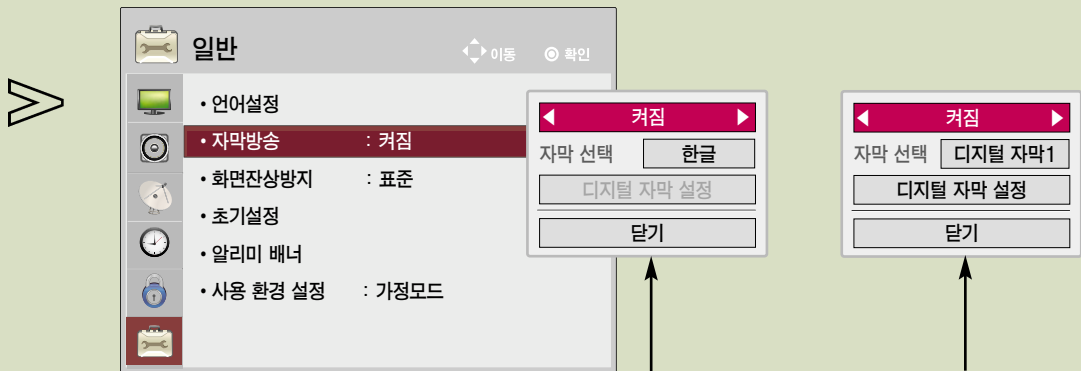 일반
이동 확인
• 언어설정
• 자막방송 : 켜짐
• 화면잔상방지 : 표준
• 초기설정
• 알리미 배너
• 사용 환경 설정 : 가정모드
켜짐
자막 선택 한글
디지털 자막 설정
닫기
켜짐
자막 선택 디지털 자막1
디지털 자막 설정
닫기